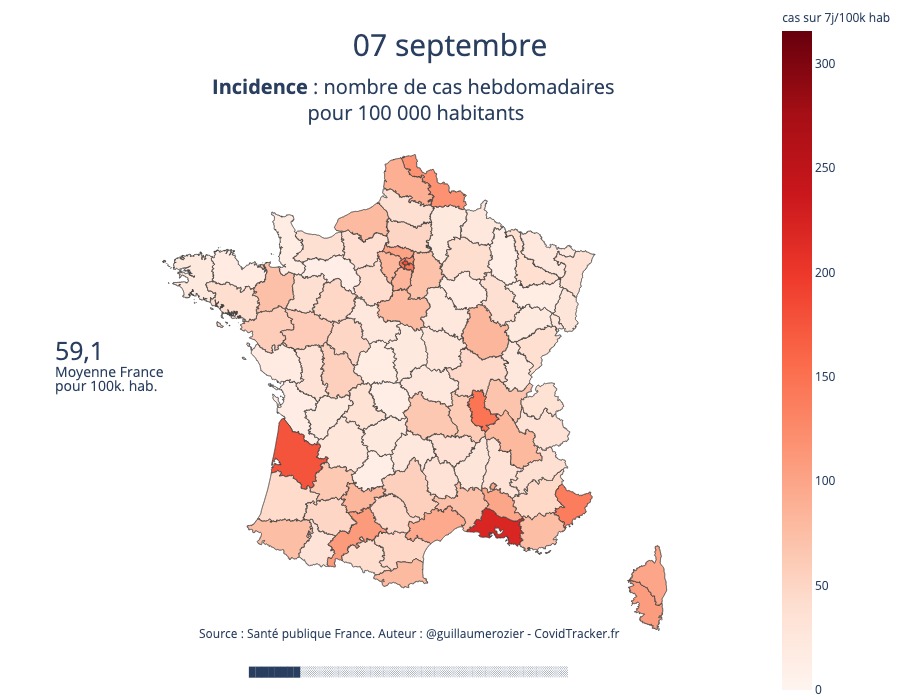 cas sur 7j/100k hab
07 septembre
Incidence : nombre de cas hebdomadaires
pour 100 000 habitants
300
250
200
150
100
50
0
59,1
Moyenne France
pour 100k. hab.
Source : Santé publique France. Auteur : @guillaumerozier - CovidTracker.fr